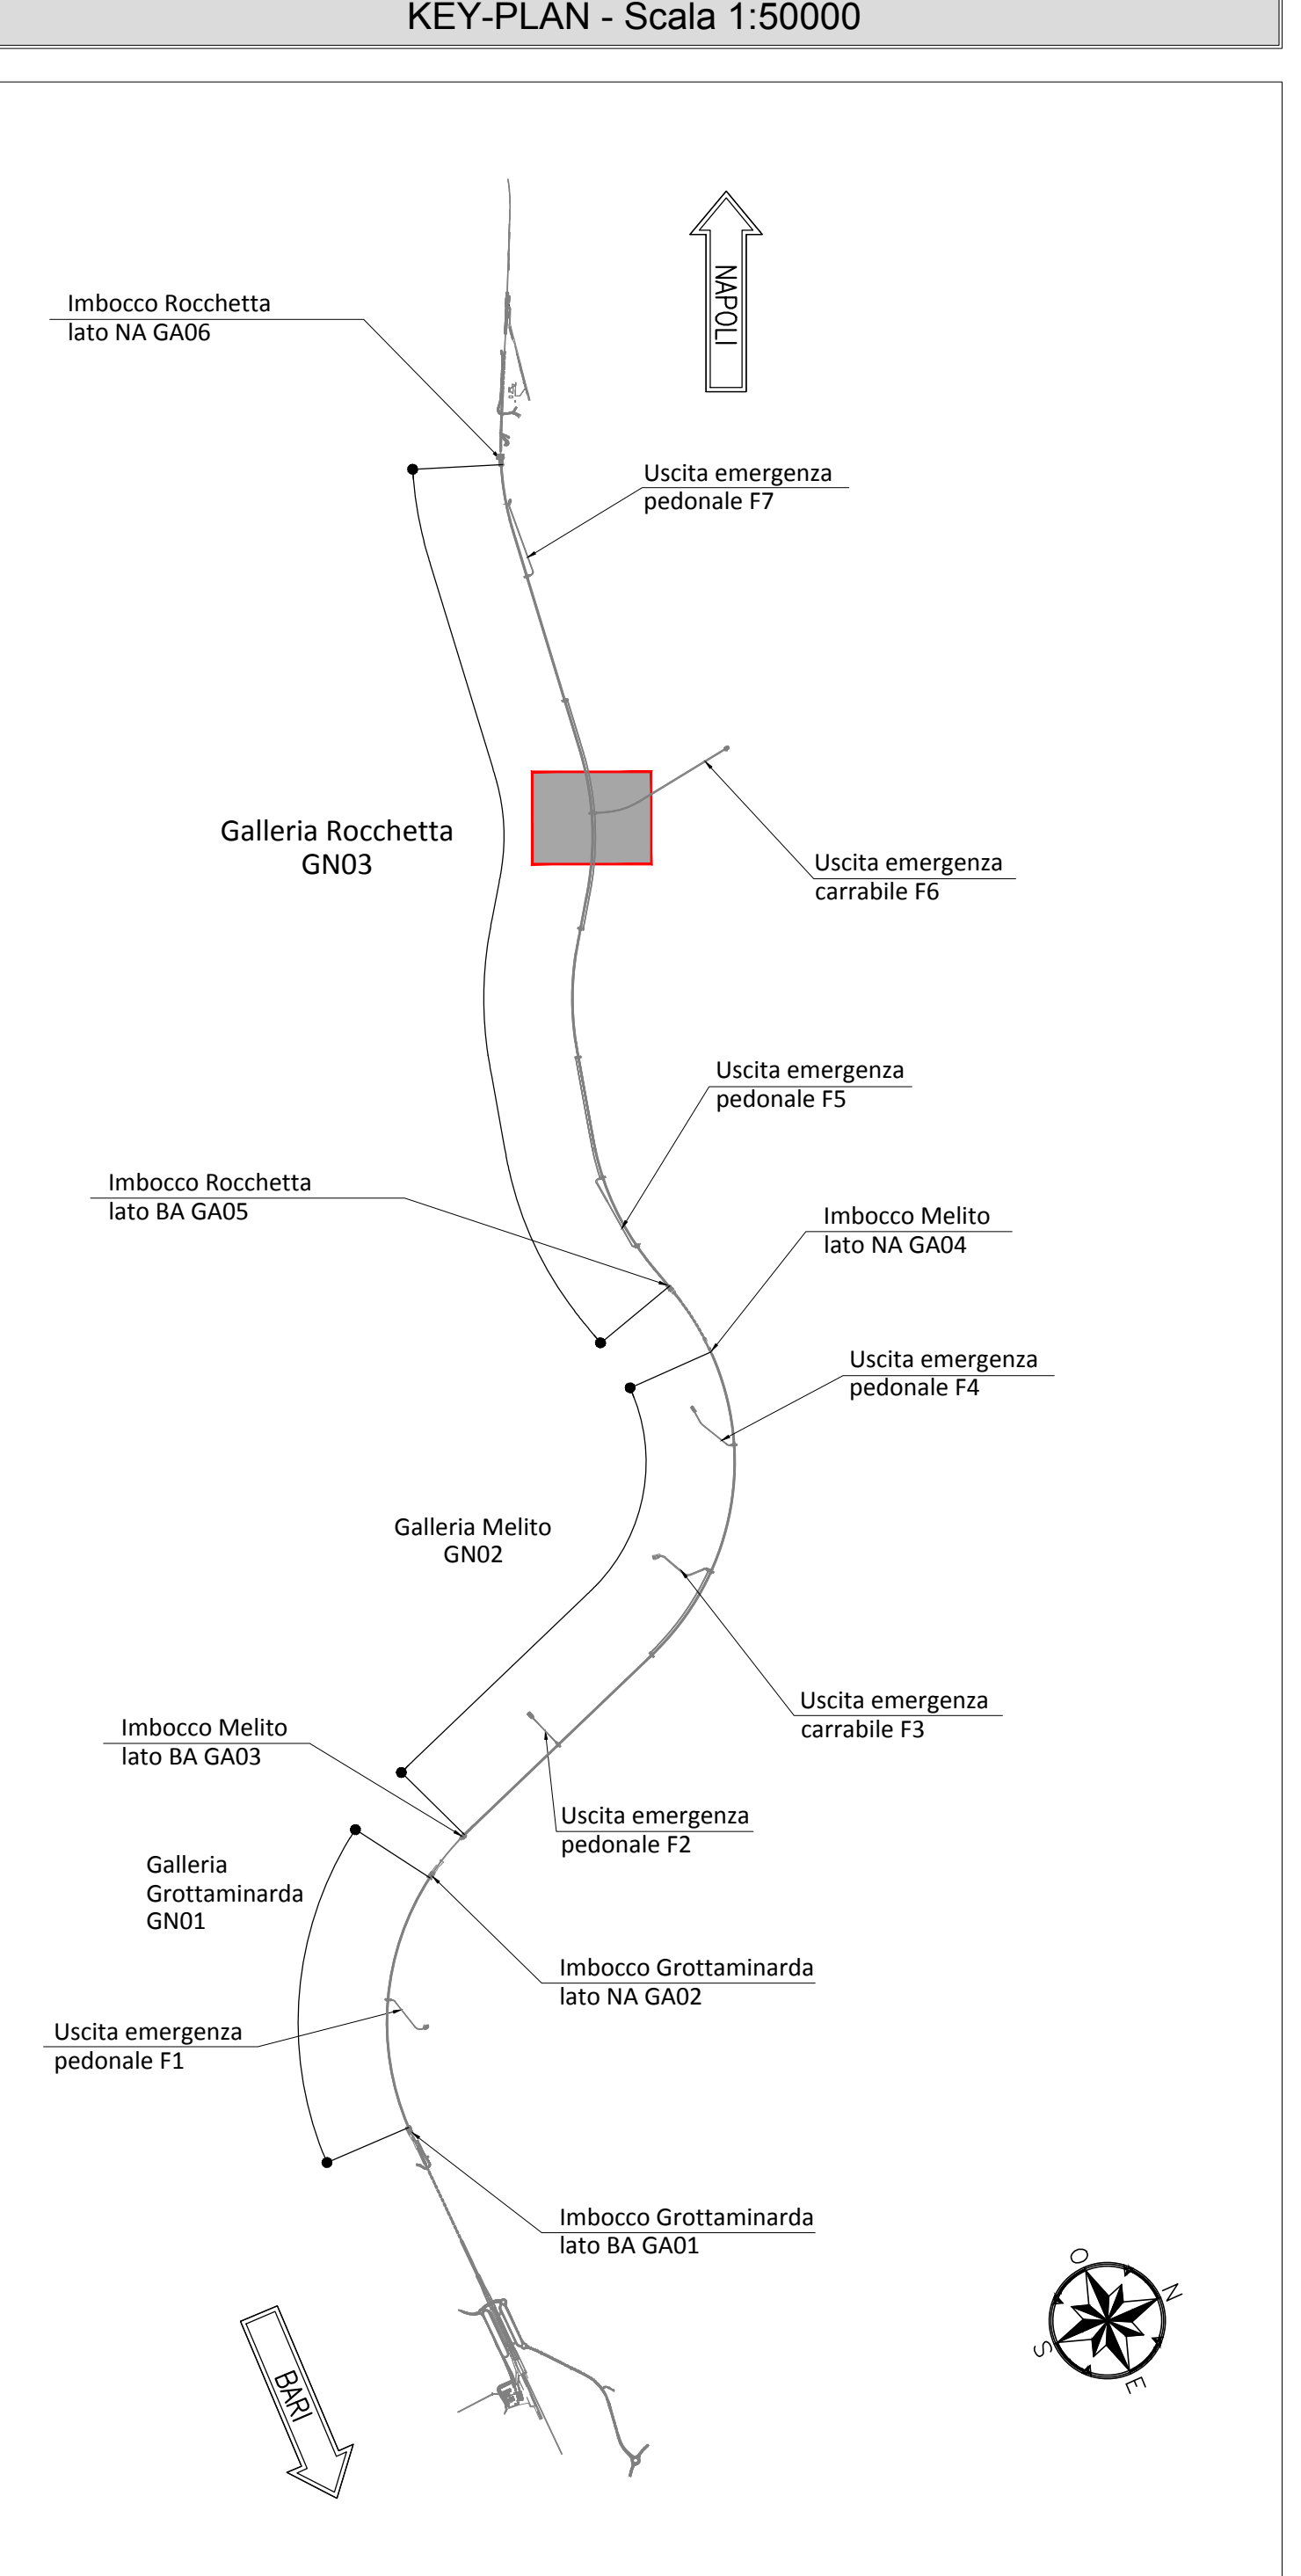 KEY-PLAN - Scala 1:50000
NAPOLI
Imbocco Rocchetta
lato NA GA06
Uscita emergenza
pedonale F7
Galleria Rocchetta
GN03
Uscita emergenza
carrabile F6
Uscita emergenza
pedonale F5
Imbocco Rocchetta
lato BA GA05
Imbocco Melito
lato NA GA04
Uscita emergenza
pedonale F4
Galleria Melito
GN02
Uscita emergenza
carrabile F3
Imbocco Melito
lato BA GA03
Uscita emergenza
pedonale F2
Galleria
Grottaminarda
GN01
Imbocco Grottaminarda
lato NA GA02
Uscita emergenza
pedonale F1
Imbocco Grottaminarda
lato BA GA01
BARI
O
N
S
E